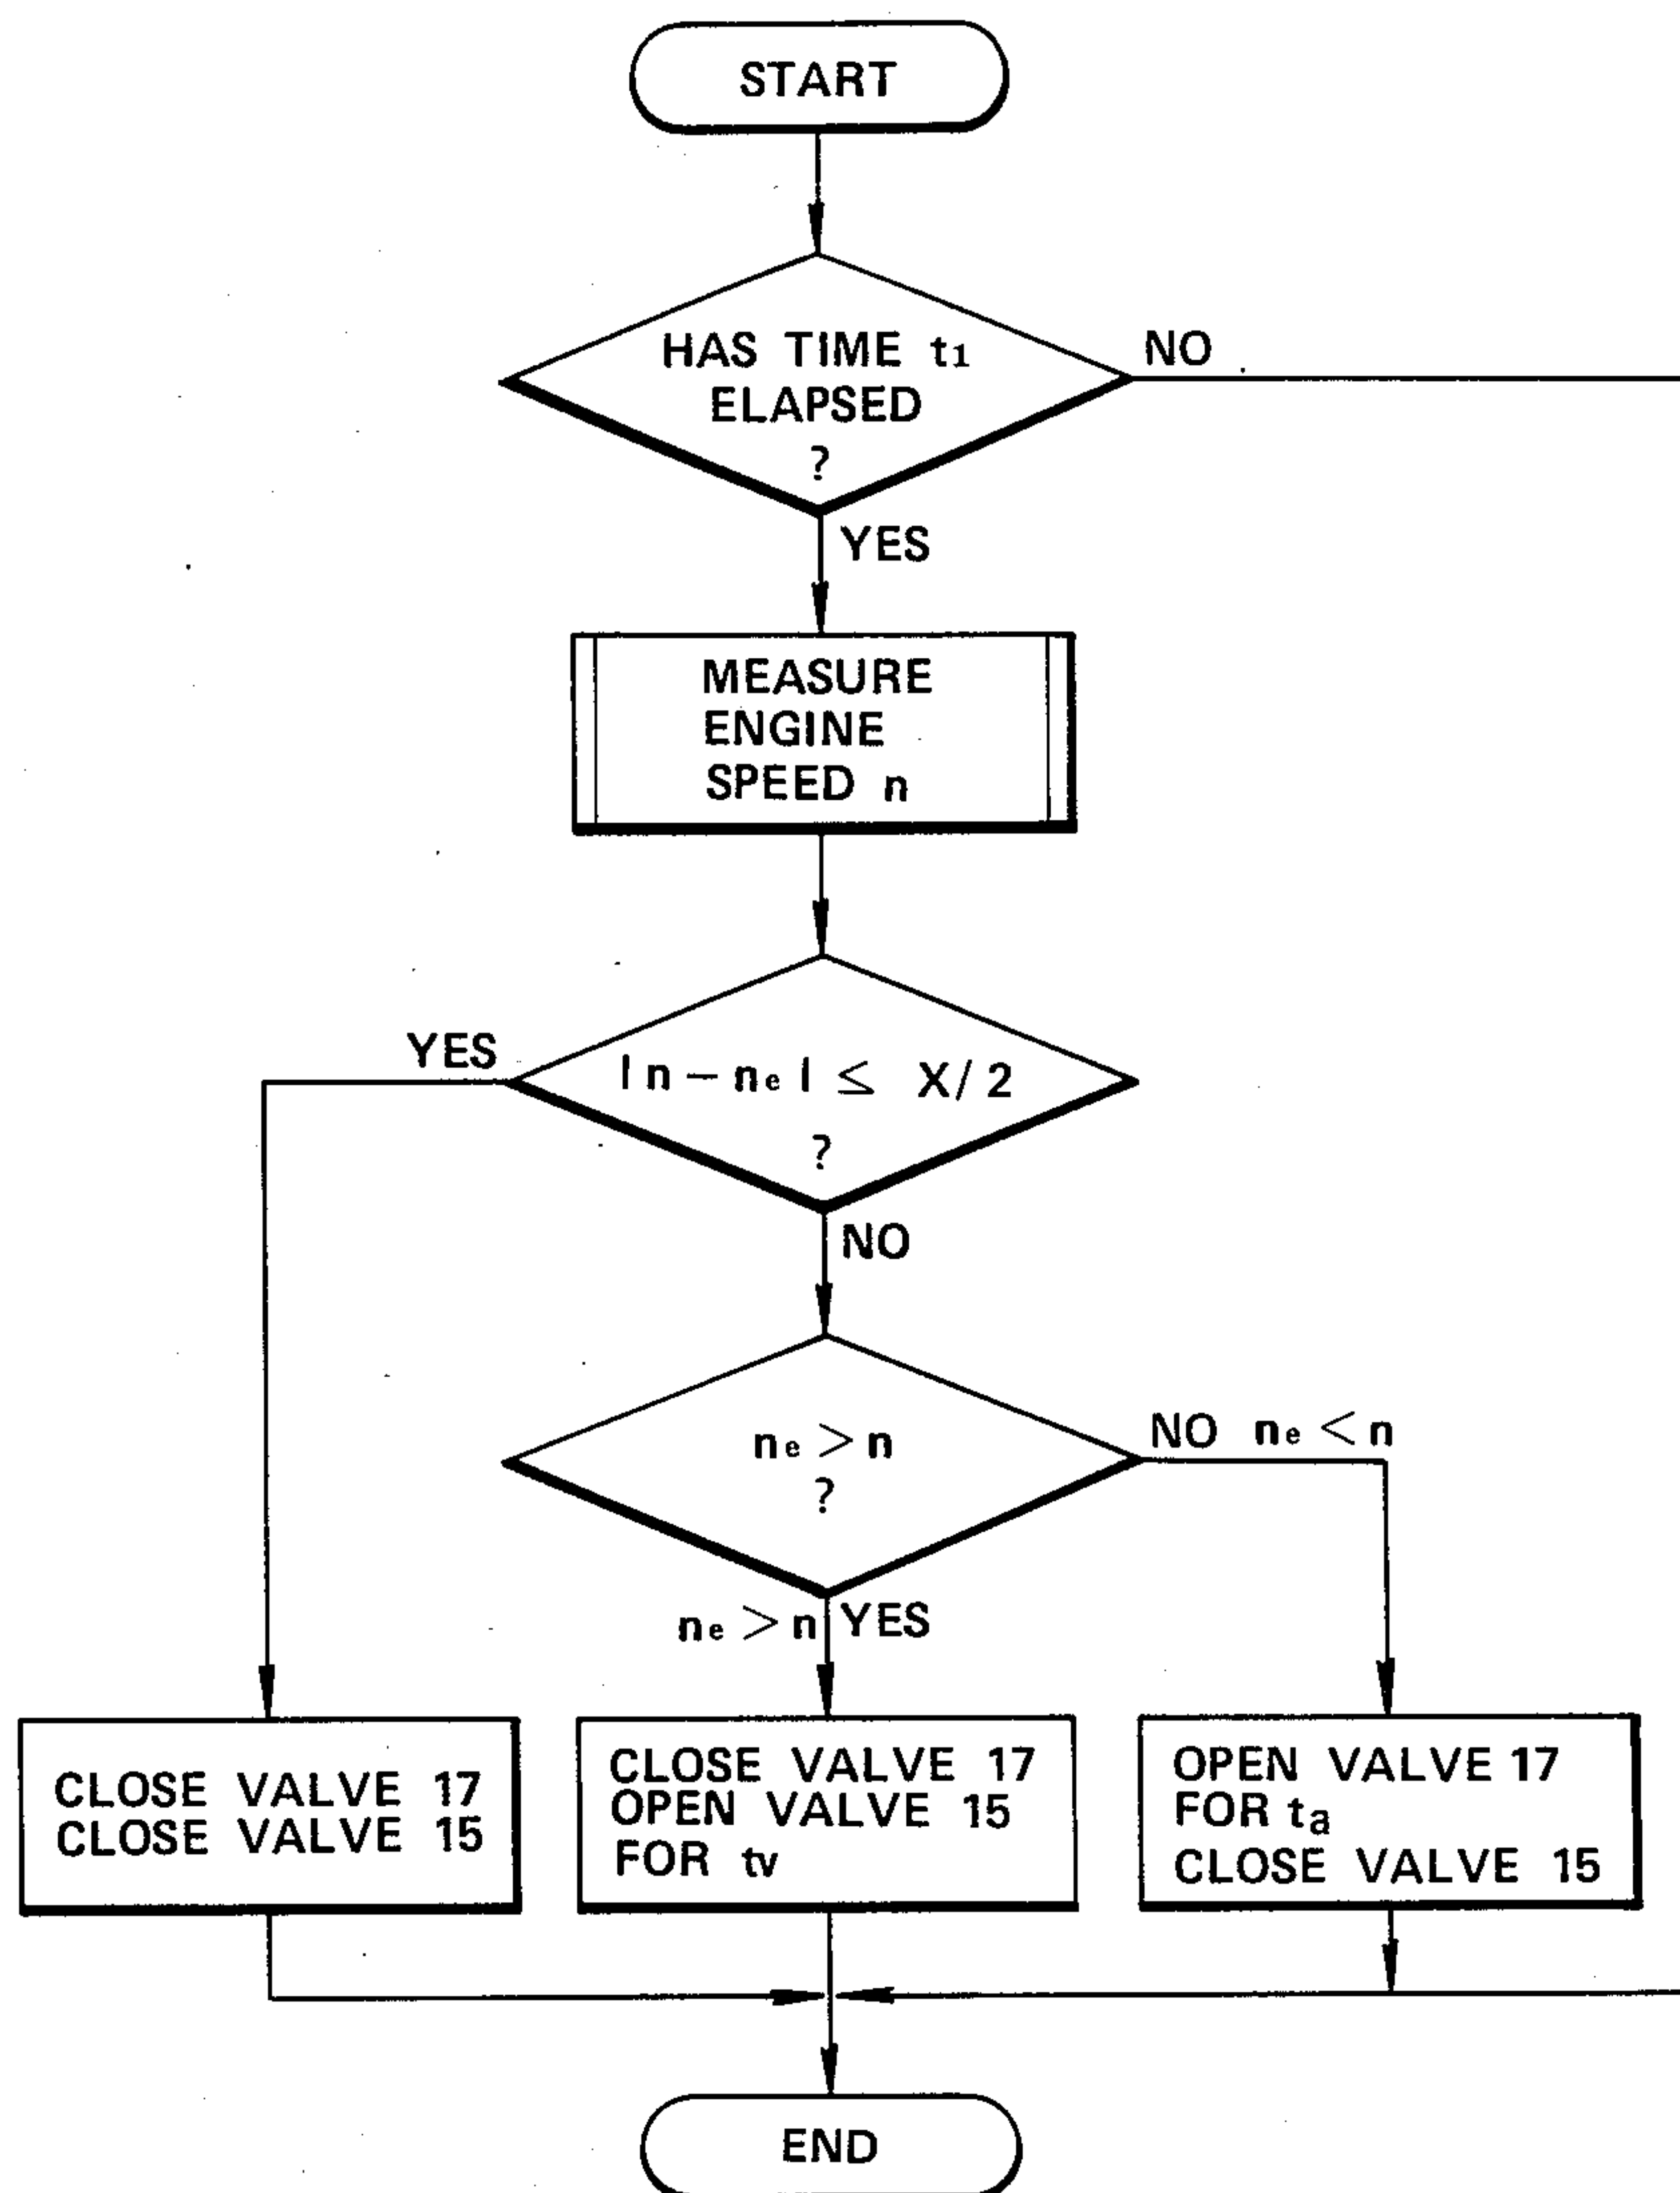 START
HAS TIME t1
ELAPSED
?
NO
YES
MEASURE
ENGINE
SPEED n
YES
|n-ne| ≤ X/2
?
NO
ne > n
?
NO ne < n
ne > n YES
CLOSE VALVE 17
CLOSE VALVE 15
CLOSE VALVE 17
OPEN VALVE 15
FOR tv
OPEN VALVE 17
FOR ta
CLOSE VALVE 15
END